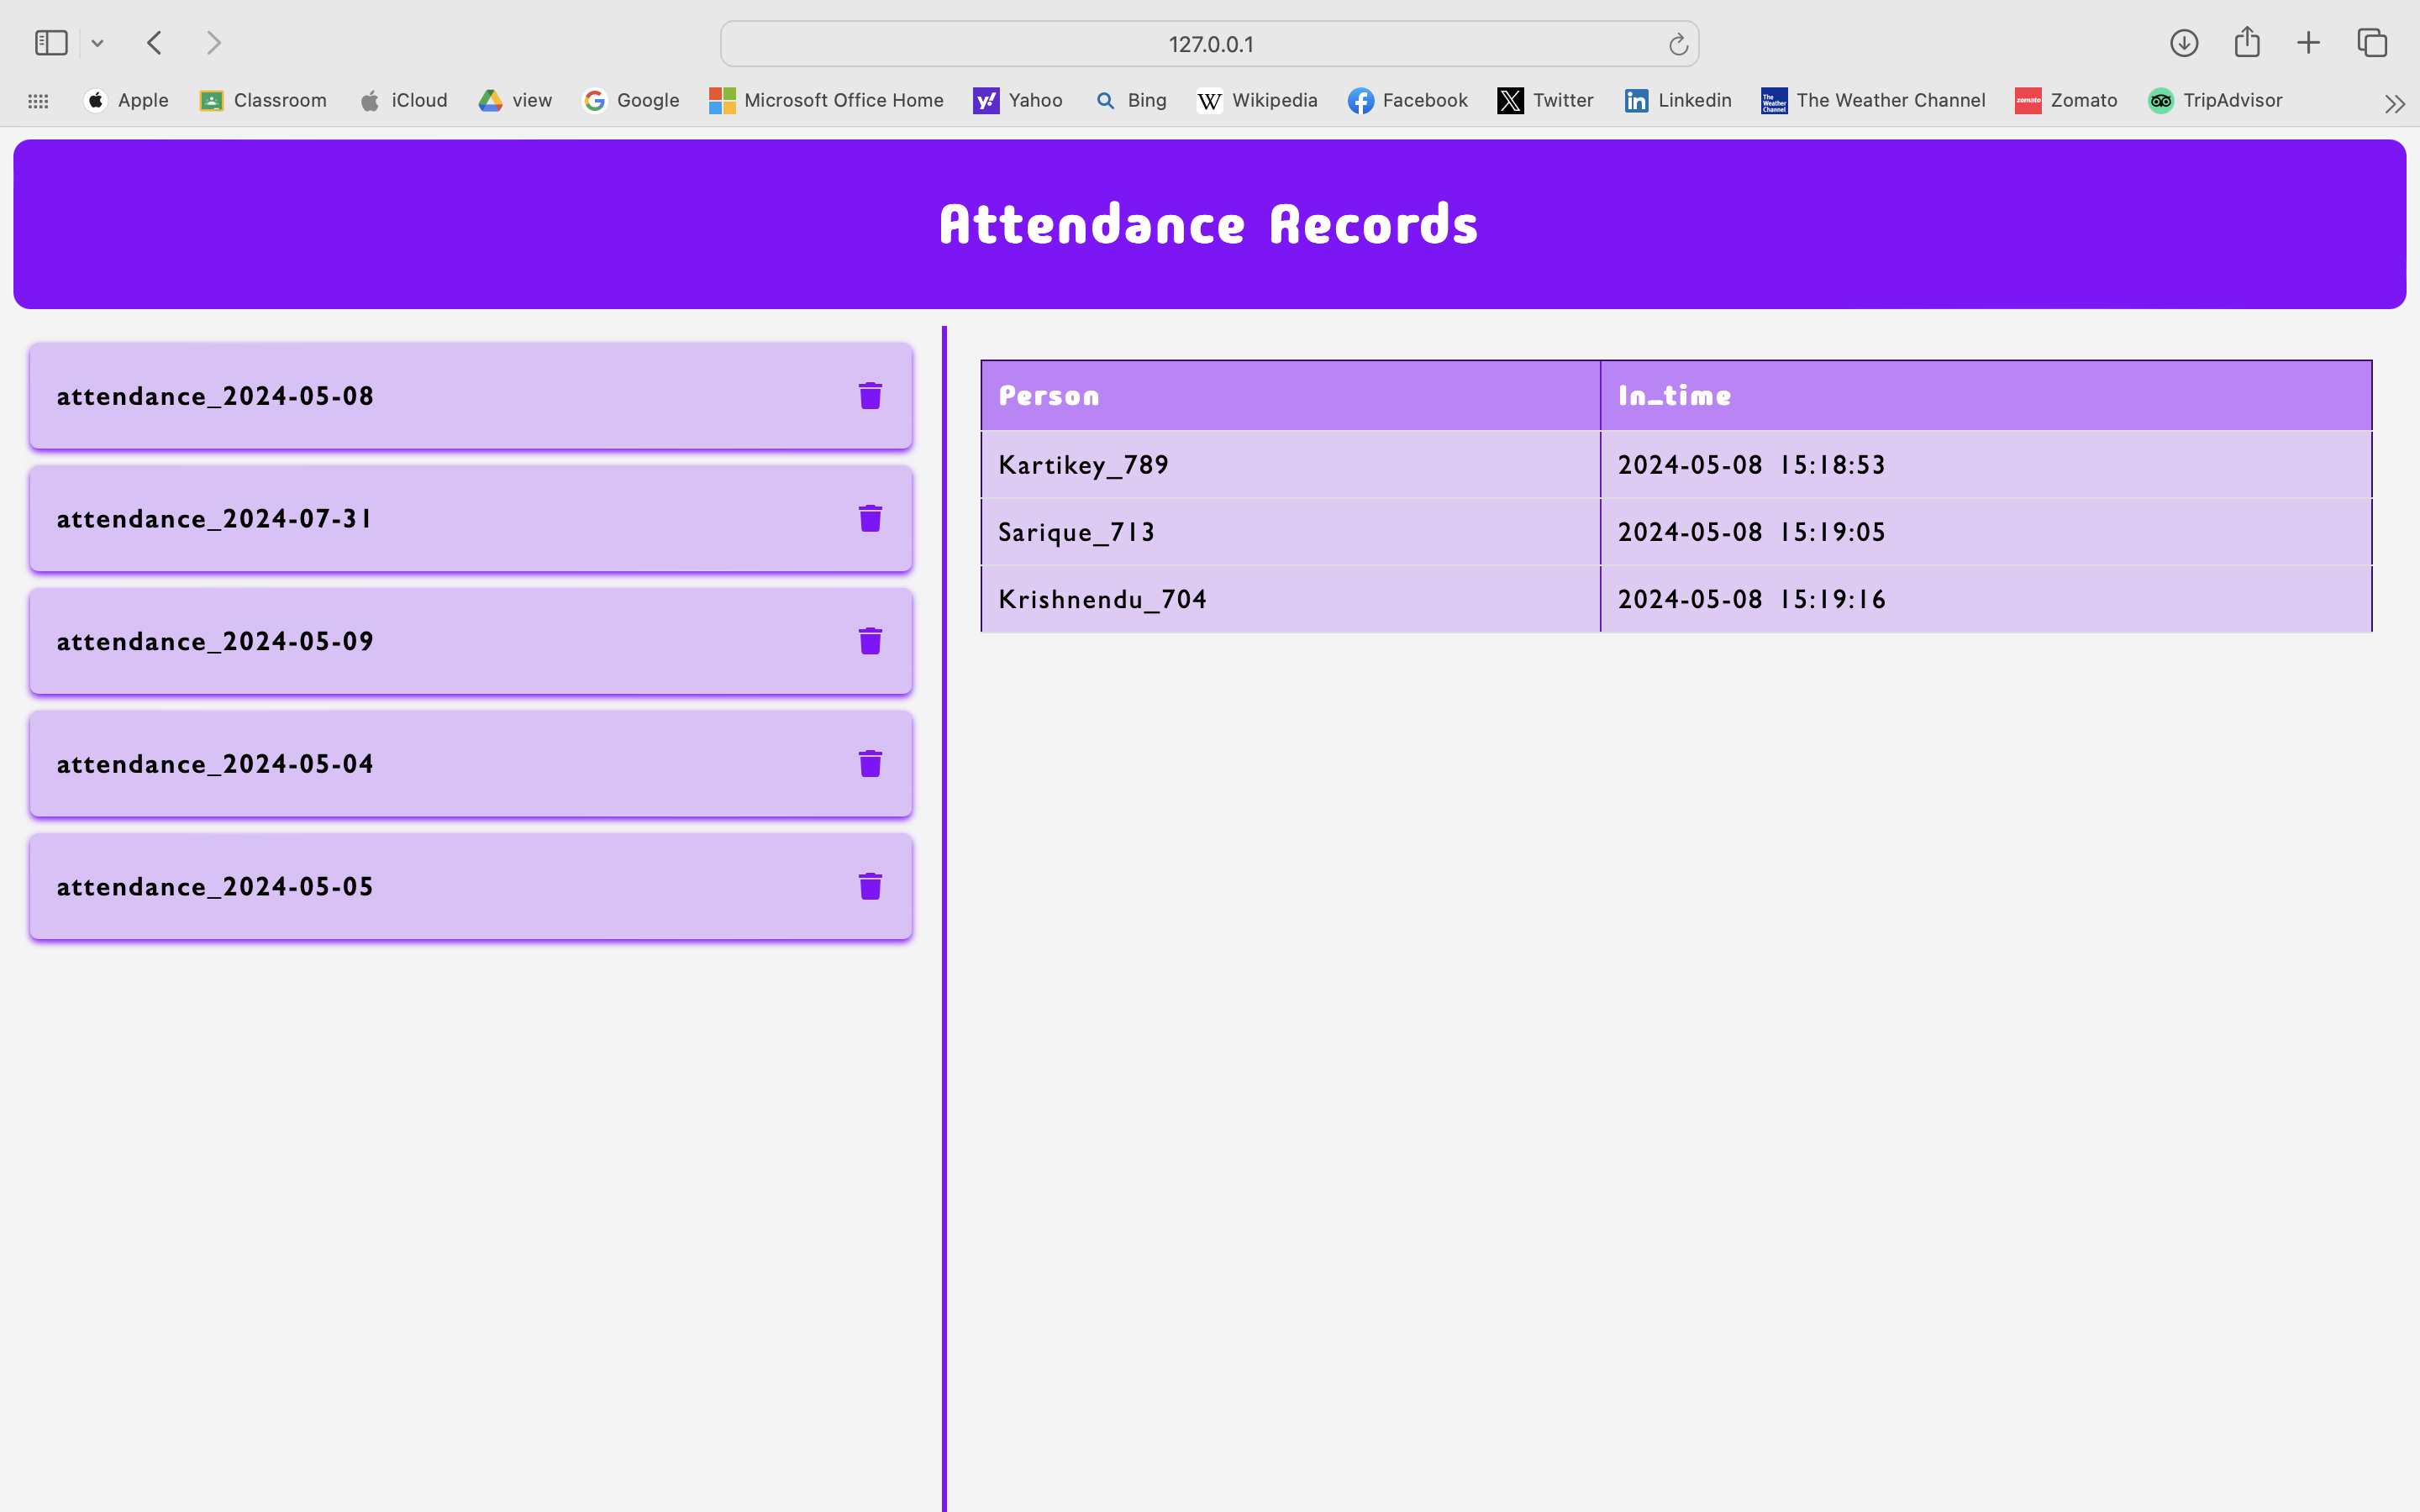 127.0.0.1
Apple Classroom iCloud view Google Microsoft Office Home Yahoo Bing Wikipedia Facebook Twitter Linkedin The Weather Channel Zomato TripAdvisor
Attendance Records
attendance_2024-05-08
attendance_2024-07-31
attendance_2024-05-09
attendance_2024-05-04
attendance_2024-05-05
Person In_time
Kartikey_789 2024-05-08 15:18:53
Sarique_713 2024-05-08 15:19:05
Krishnendu_704 2024-05-08 15:19:16